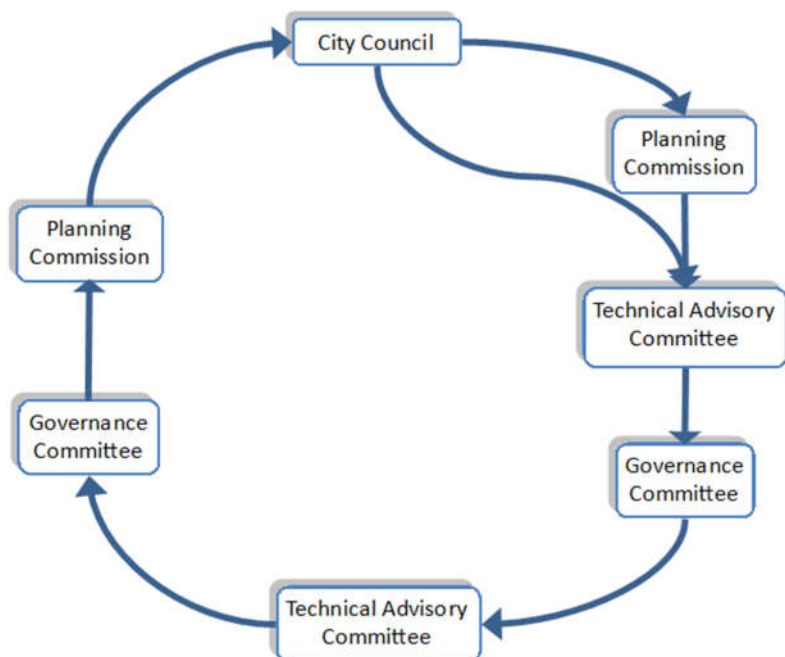 City Council
Planning
Commission
Technical Advisory
Committee
Governance
Committee
Technical Advisory
Committee
Governance
Committee
Planning
Commission